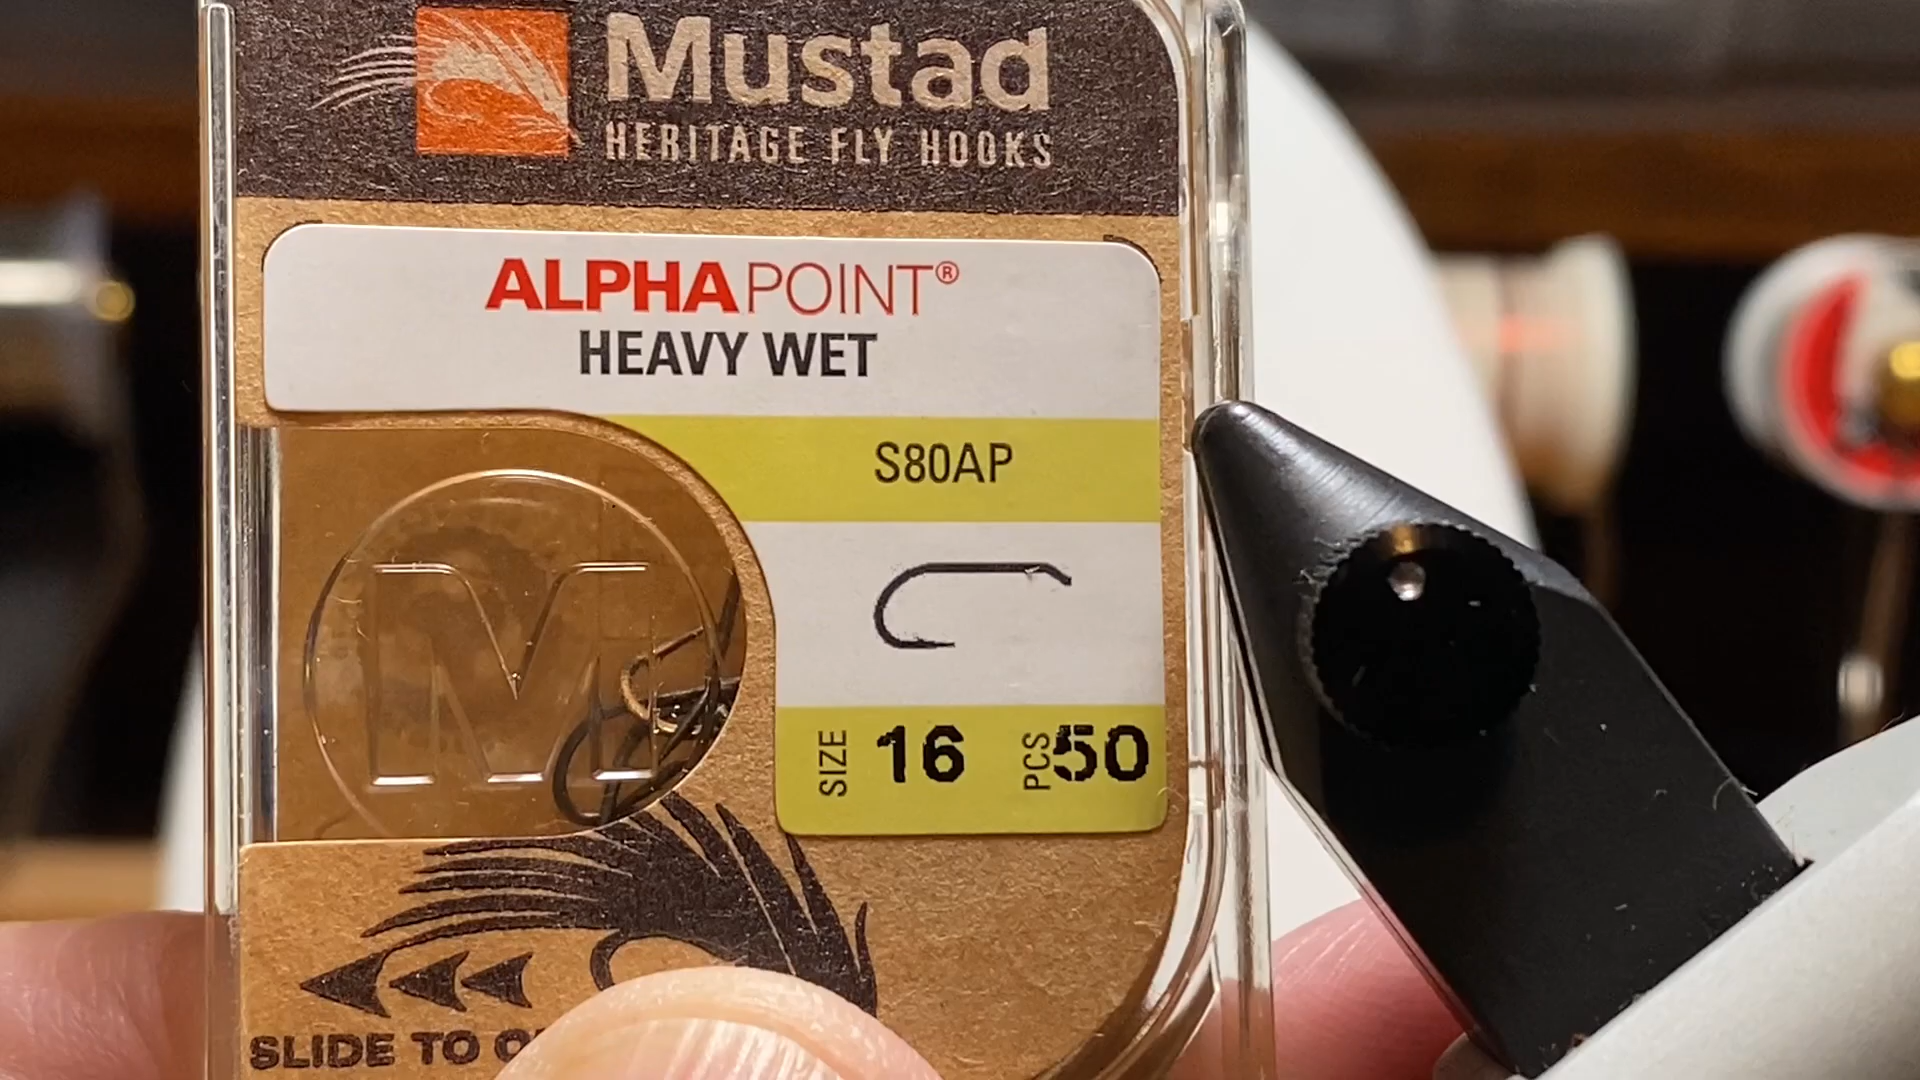 Mustad
HERITAGE FLY HOOKS
ALPHAPOINT®
HEAVY WET
S80AP
M
SIZE 16 PCS 50
SLIDE TO